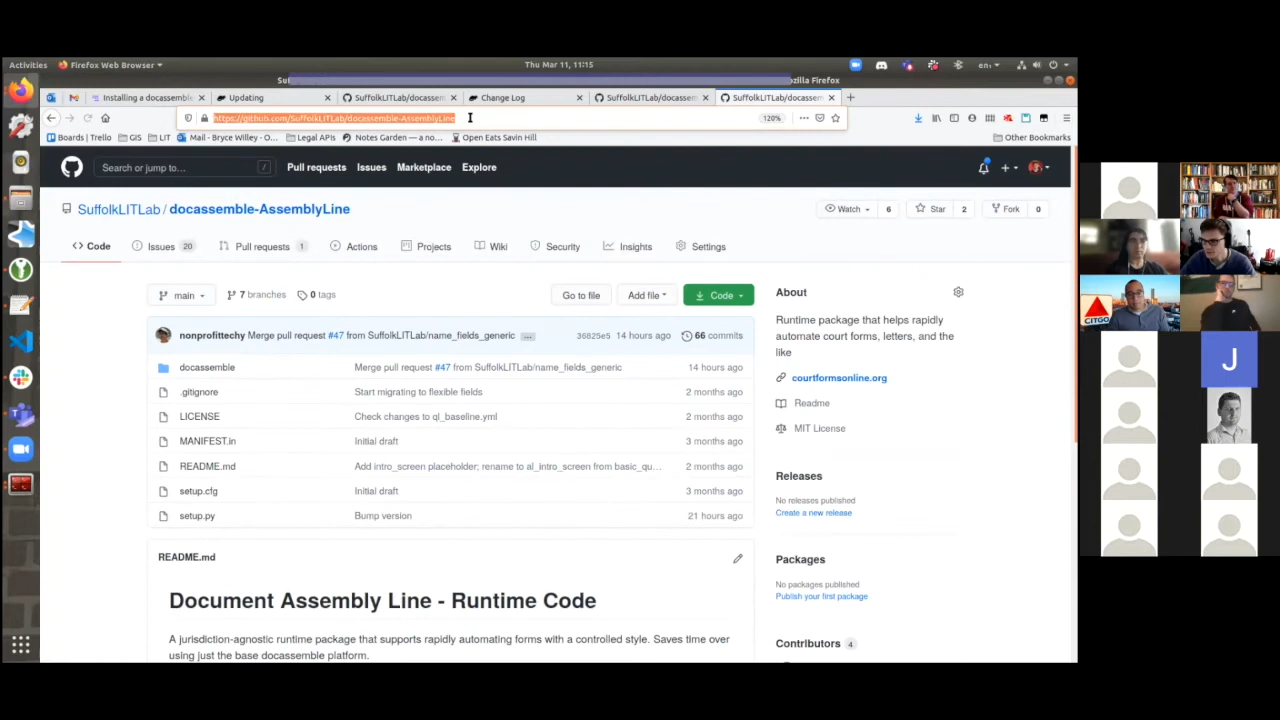 Activities Firefox Web Browser Thu Mar 11, 11:15 en
Su zilla Firefox
Installing a docassemble Updating SuffolkLITLab/docassem Change Log SuffolkLITLab/docassem SuffolkLITLab/docassem
https://github.com/SuffolkLITLab/docassemble-AssemblyLine 120%
Boards | Trello GIS LIT Mail - Bryce Willey - O... Legal APIs Notes Garden — a no... Open Eats Savin Hill Other Bookmarks
Search or jump to... / Pull requests Issues Marketplace Explore
SuffolkLITLab / docassemble-AssemblyLine Watch 6 Star 2 Fork 0
Code Issues 20 Pull requests 1 Actions Projects Wiki Security Insights Settings
main 7 branches 0 tags Go to file Add file Code
nonprofittechy Merge pull request #47 from SuffolkLITLab/name_fields_generic ... 36825e5 14 hours ago 66 commits
docassemble Merge pull request #47 from SuffolkLITLab/name_fields_generic 14 hours ago
.gitignore Start migrating to flexible fields 2 months ago
LICENSE Check changes to ql_baseline.yml 2 months ago
MANIFEST.in Initial draft 3 months ago
README.md Add intro_screen placeholder; rename to al_intro_screen from basic_qu... 2 months ago
setup.cfg Initial draft 3 months ago
setup.py Bump version 21 hours ago
README.md
Document Assembly Line - Runtime Code
A jurisdiction-agnostic runtime package that supports rapidly automating forms with a controlled style. Saves time over
using just the base docassemble platform.
About
Runtime package that helps rapidly
automate court forms, letters, and the
like
courtformsonline.org
Readme
MIT License
Releases
No releases published
Create a new release
Packages
No packages published
Publish your first package
Contributors 4
CITGO
J